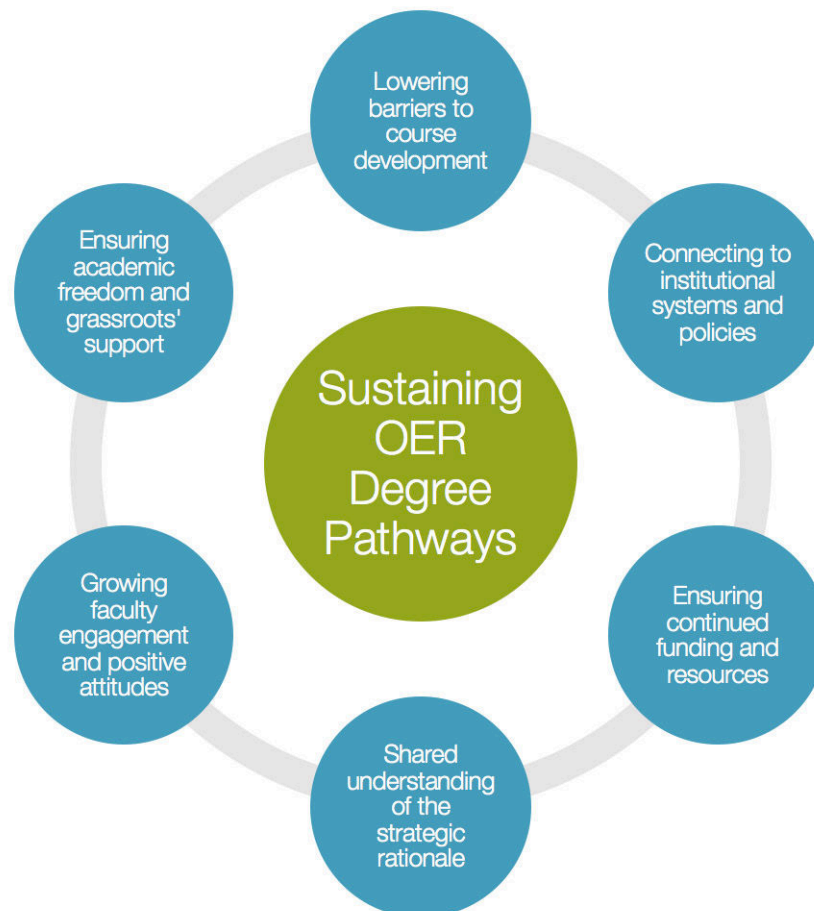 Lowering
barriers to
course
development
Connecting to
institutional
systems and
policies
Ensuring
continued
funding and
resources
Shared
understanding
of the
strategic
rationale
Growing
faculty
engagement
and positive
attitudes
Ensuring
academic
freedom and
grassroots'
support
Sustaining
OER
Degree
Pathways